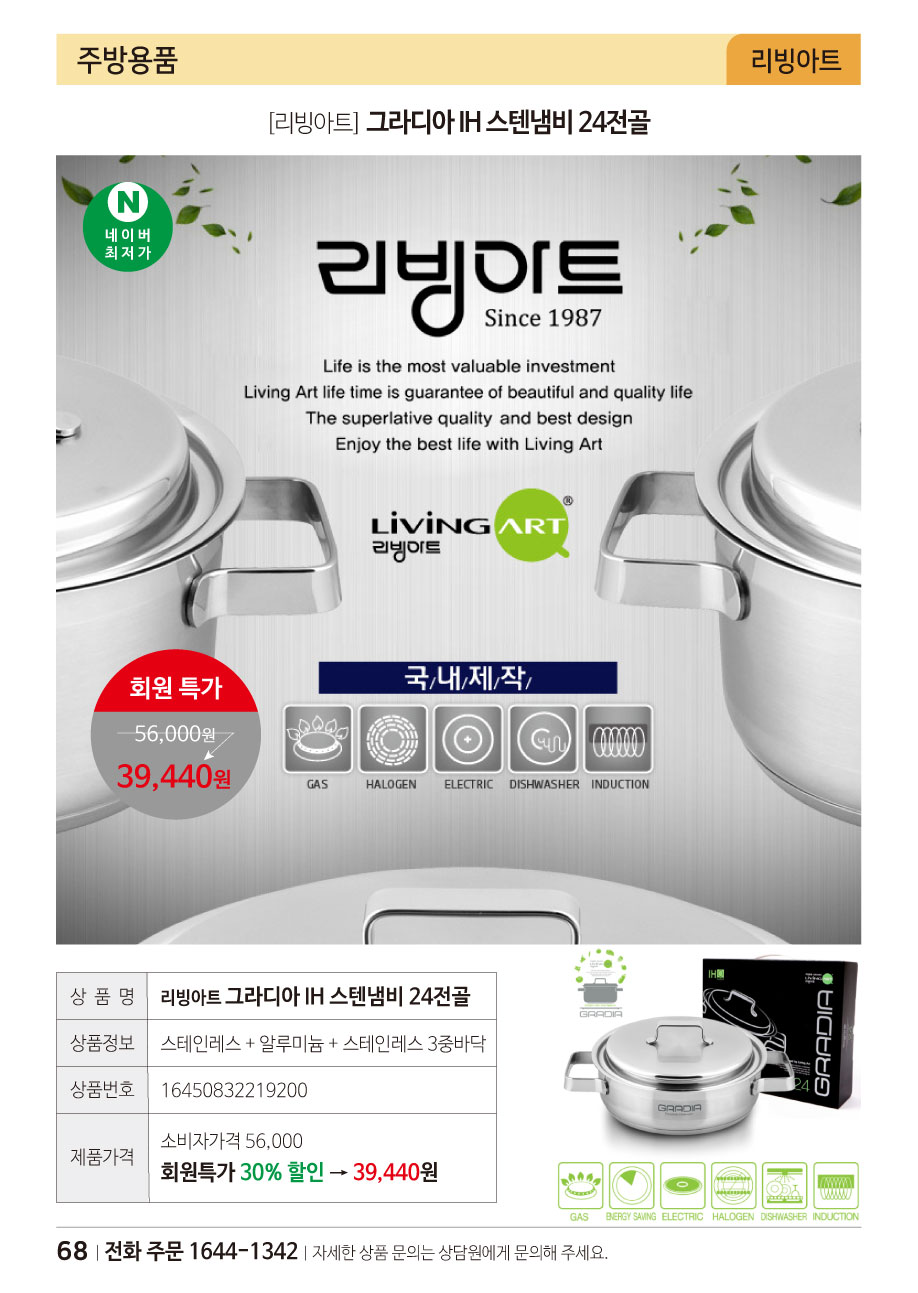 주방용품
리빙아트
[리빙아트] 그라디아 IH 스텐냄비 24전골
N
네이버
최저가
리빙아트
Since 1987
Life is the most valuable investment
Living Art life time is guarantee of beautiful and quality life
The superlative quality and best design
Enjoy the best life with Living Art
LiViNG ART®
리빙아트
국/내/제/작/
회원 특가
56,000원
39,440원
GAS HALOGEN ELECTRIC DISHWASHER INDUCTION
상 품 명 리빙아트 그라디아 IH 스텐냄비 24전골
상품정보 스테인레스 + 알루미늄 + 스테인레스 3중바닥
상품번호 16450832219200
제품가격 소비자가격 56,000
회원특가 30% 할인 → 39,440원
GRADIA
IH
LiViNG ART
GRADIA
24
GRADIA
GAS ENERGY SAVING ELECTRIC HALOGEN DISHWASHER INDUCTION
68 | 전화 주문 1644-1342 | 자세한 상품 문의는 상담원에게 문의해 주세요.